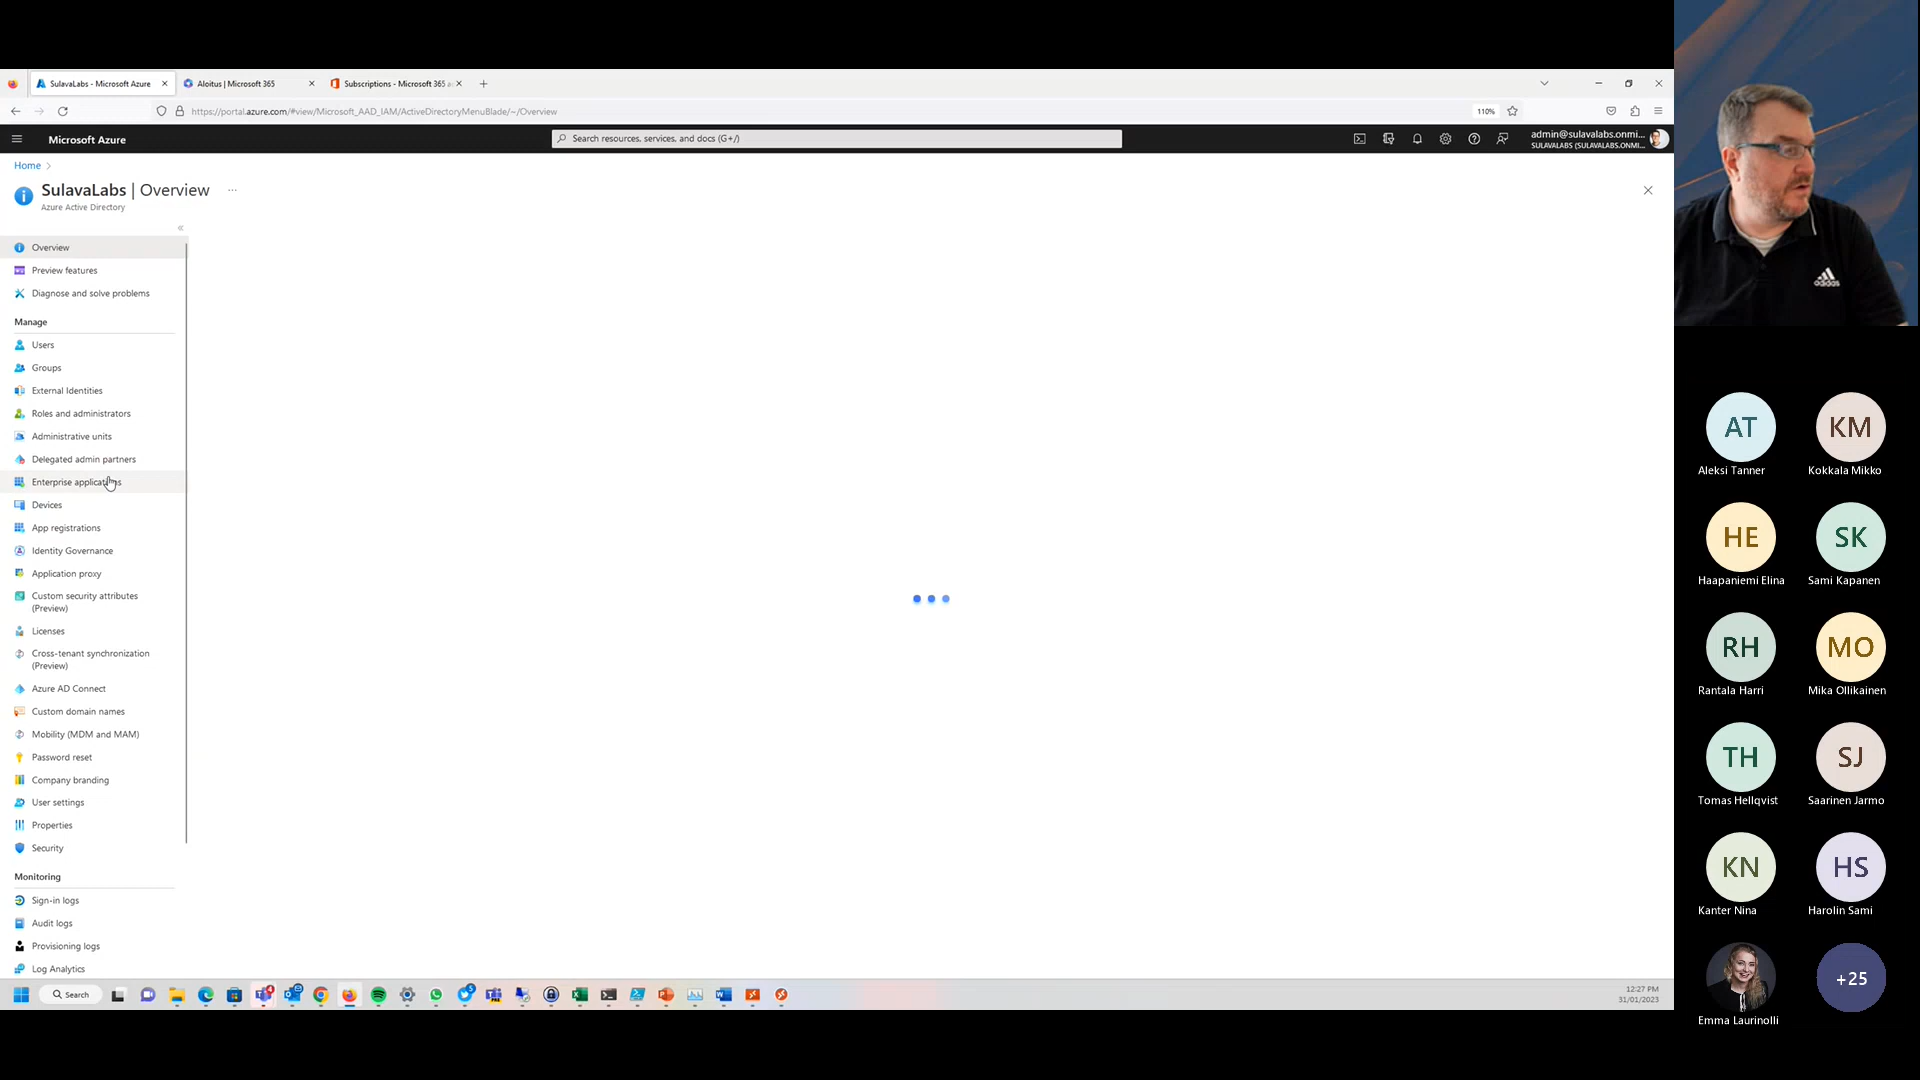 SulavaLabs - Microsoft Azure
Aloitus | Microsoft 365
Subscriptions - Microsoft 365
https://portal.azure.com/#view/Microsoft_AAD_IAM/ActiveDirectoryMenuBlade/~/Overview
110%
Microsoft Azure
Search resources, services, and docs (G+/)
admin@sulavalabs.onmi...
SULAVALABS (SULAVALABS.ONMI...
Home
SulavaLabs | Overview
Azure Active Directory
Overview
Preview features
Diagnose and solve problems
Manage
Users
Groups
External Identities
Roles and administrators
Administrative units
Delegated admin partners
Enterprise applications
Devices
App registrations
Identity Governance
Application proxy
Custom security attributes
(Preview)
Licenses
Cross-tenant synchronization
(Preview)
Azure AD Connect
Custom domain names
Mobility (MDM and MAM)
Password reset
Company branding
User settings
Properties
Security
Monitoring
Sign-in logs
Audit logs
Provisioning logs
Log Analytics
Search
12:27 PM
31/01/2023
adidas
AT
Aleksi Tanner
KM
Kokkala Mikko
HE
Haapaniemi Elina
SK
Sami Kapanen
RH
Rantala Harri
MO
Mika Ollikainen
TH
Tomas Hellqvist
SJ
Saarinen Jarmo
KN
Kanter Nina
HS
Harolin Sami
Emma Laurinolli
+25